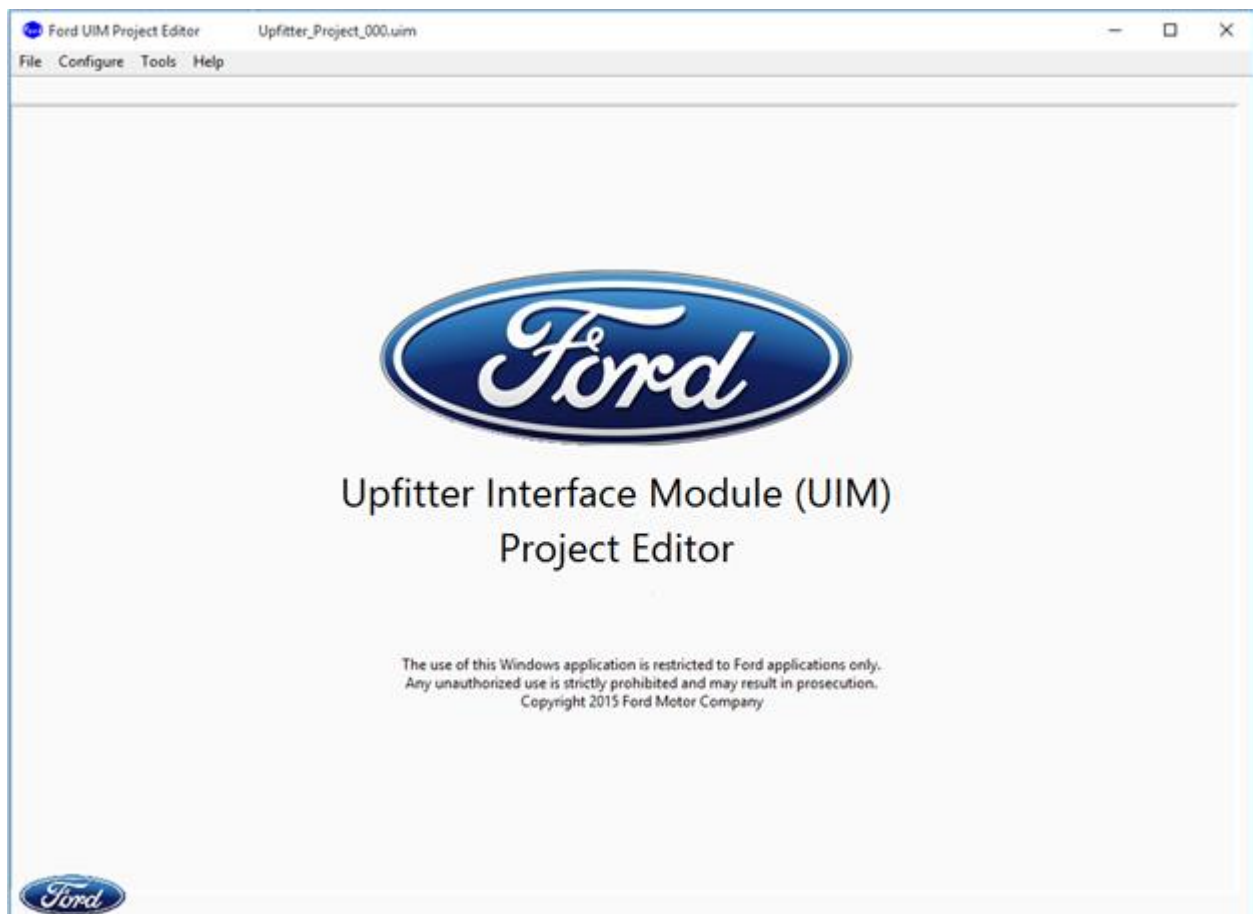 Ford UIM Project Editor Upfitter_Project_000.uim
File Configure Tools Help
Ford
Upfitter Interface Module (UIM)
Project Editor
The use of this Windows application is restricted to Ford applications only.
Any unauthorized use is strictly prohibited and may result in prosecution.
Copyright 2015 Ford Motor Company
Ford